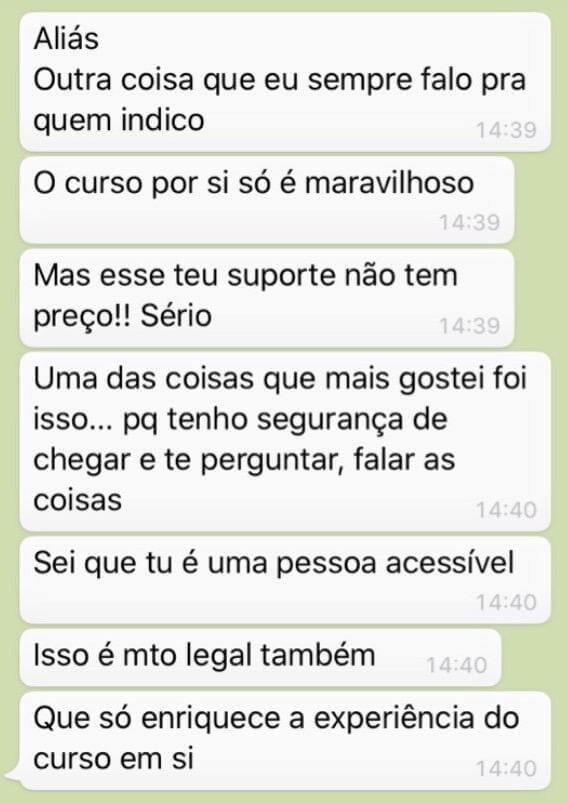 Aliás
Outra coisa que eu sempre falo pra
quem indico
14:39
O curso por si só é maravilhoso
14:39
Mas esse teu suporte não tem
preço!! Sério
14:39
Uma das coisas que mais gostei foi
isso... pq tenho segurança de
chegar e te perguntar, falar as
coisas
14:40
Sei que tu é uma pessoa acessível
14:40
Isso é mto legal também
14:40
Que só enriquece a experiência do
curso em si
14:40